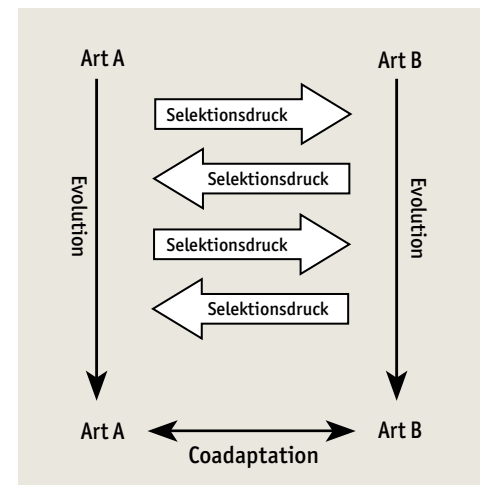 Art A
Art B
Selektionsdruck
Selektionsdruck
Selektionsdruck
Selektionsdruck
Evolution
Evolution
Art A
Art B
Coadaptation